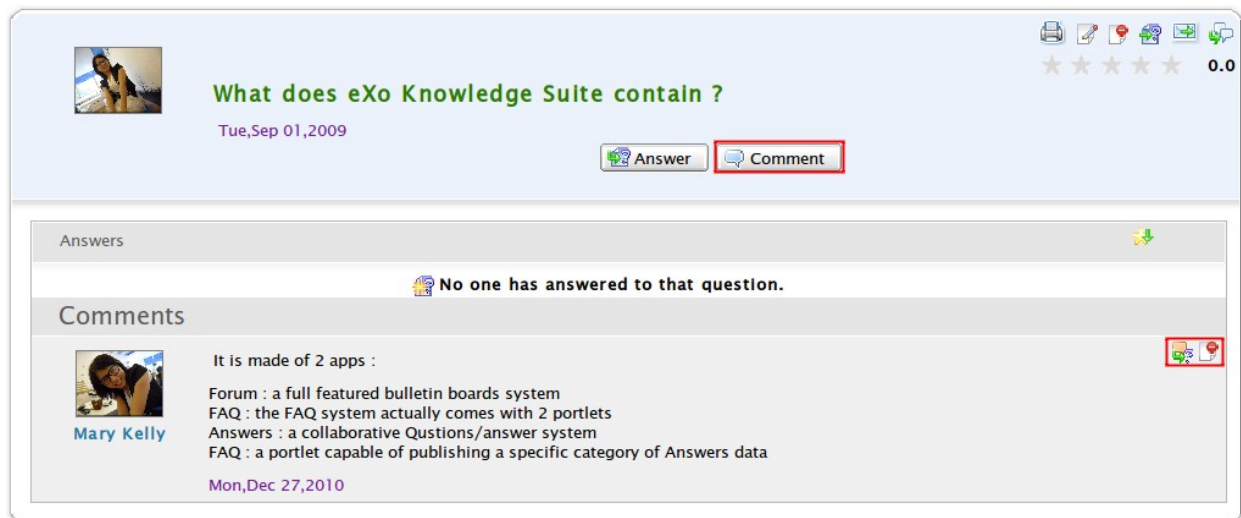 0.0
What does eXo Knowledge Suite contain ?
Tue,Sep 01,2009
Answer Comment
Answers
No one has answered to that question.
Comments
It is made of 2 apps :
Forum : a full featured bulletin boards system
FAQ : the FAQ system actually comes with 2 portlets
Mary Kelly
Answers : a collaborative Qustions/answer system
FAQ : a portlet capable of publishing a specific category of Answers data
Mon,Dec 27,2010